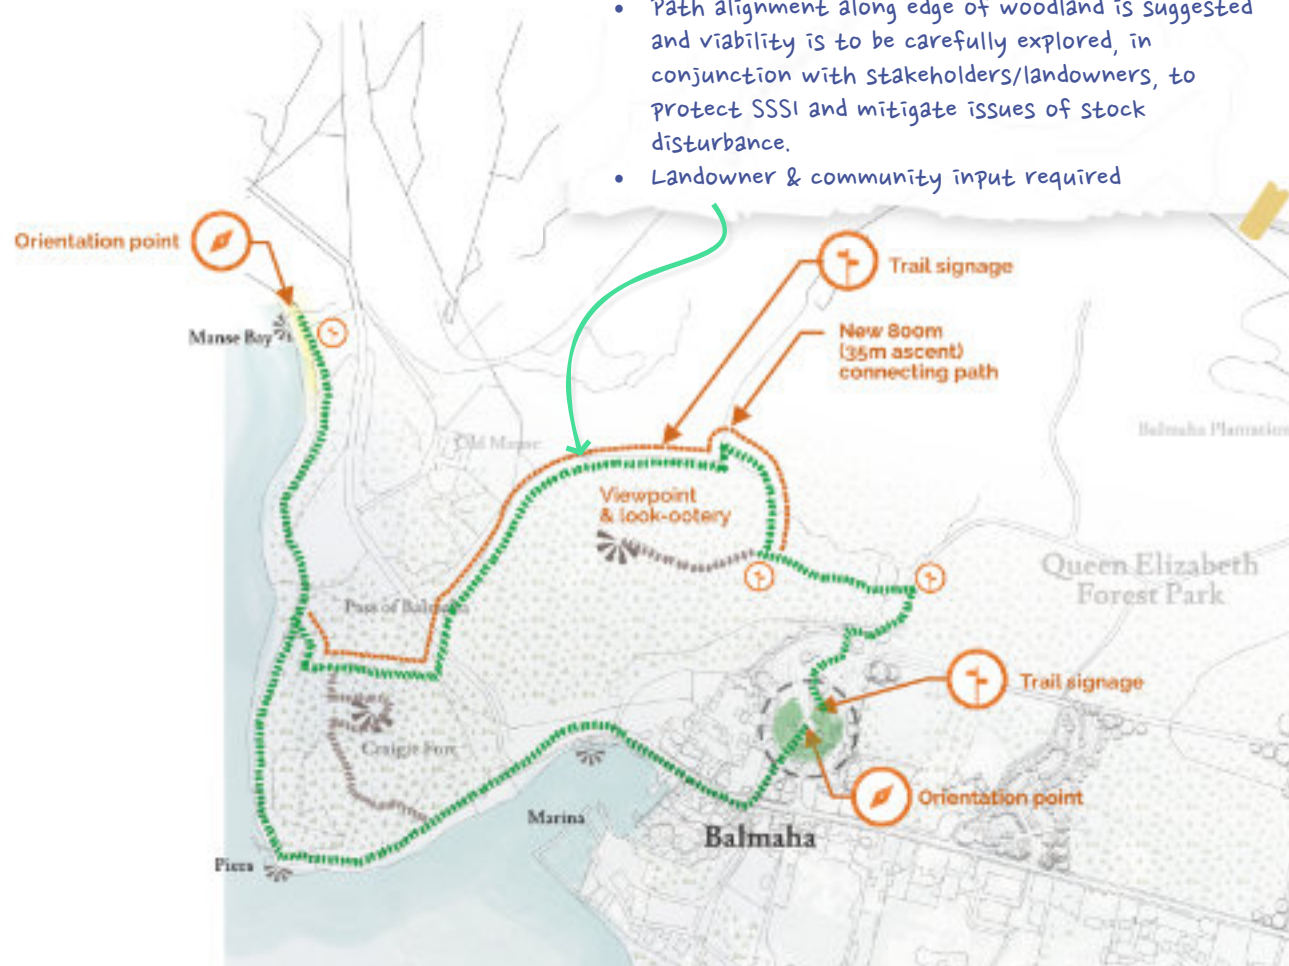 • Path alignment along edge of woodland is suggested
and viability is to be carefully explored, in
conjunction with stakeholders/landowners, to
protect SSSI and mitigate issues of stock
disturbance.
• Landowner & community input required
Orientation point
Trail signage
Manse Bay
New 800m
(35m ascent)
connecting path
Balmaha Plantation
Old Manse
Viewpoint
& look-ootery
Queen Elizabeth
Forest Park
Pass of Balmaha
Trail signage
Craigie Fort
Orientation point
Marina
Balmaha